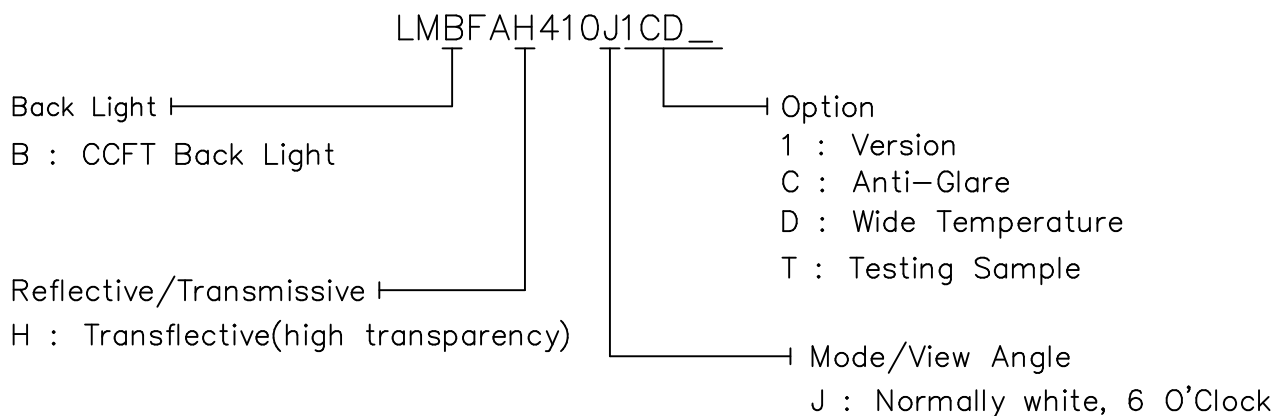 LMBFAH410J1CD_
Back Light
B : CCFT Back Light
Option
1 : Version
C : Anti-Glare
D : Wide Temperature
T : Testing Sample
Reflective/Transmissive
H : Transflective(high transparency)
Mode/View Angle
J : Normally white, 6 O'Clock